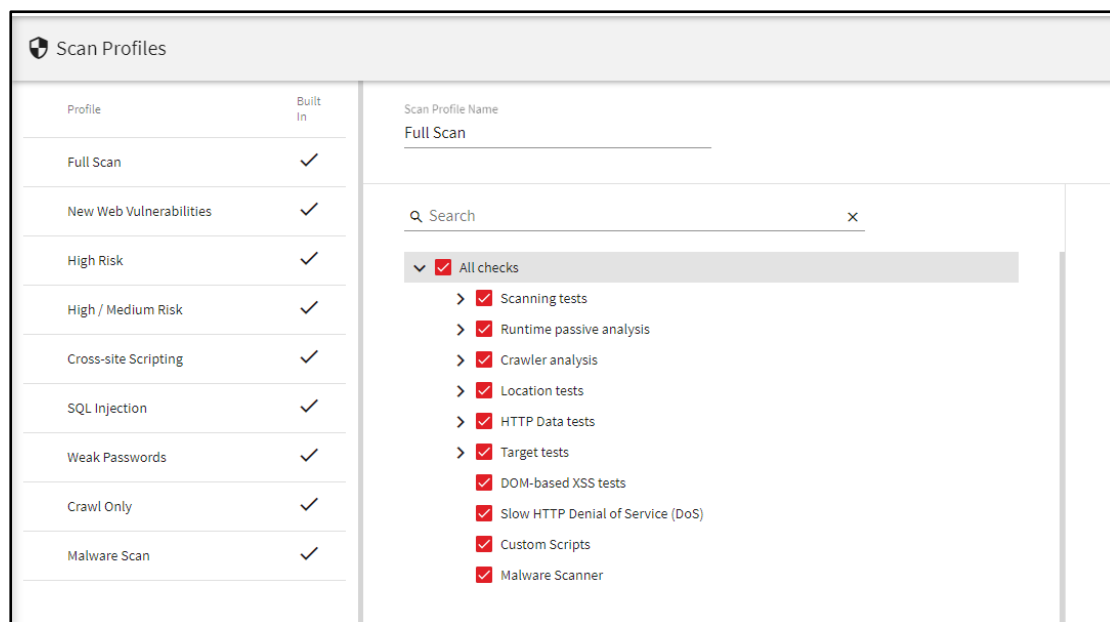 Scan Profiles
Profile
Built
In
Full Scan
New Web Vulnerabilities
High Risk
High / Medium Risk
Cross-site Scripting
SQL Injection
Weak Passwords
Crawl Only
Malware Scan
Scan Profile Name
Full Scan
Search
All checks
Scanning tests
Runtime passive analysis
Crawler analysis
Location tests
HTTP Data tests
Target tests
DOM-based XSS tests
Slow HTTP Denial of Service (DoS)
Custom Scripts
Malware Scanner